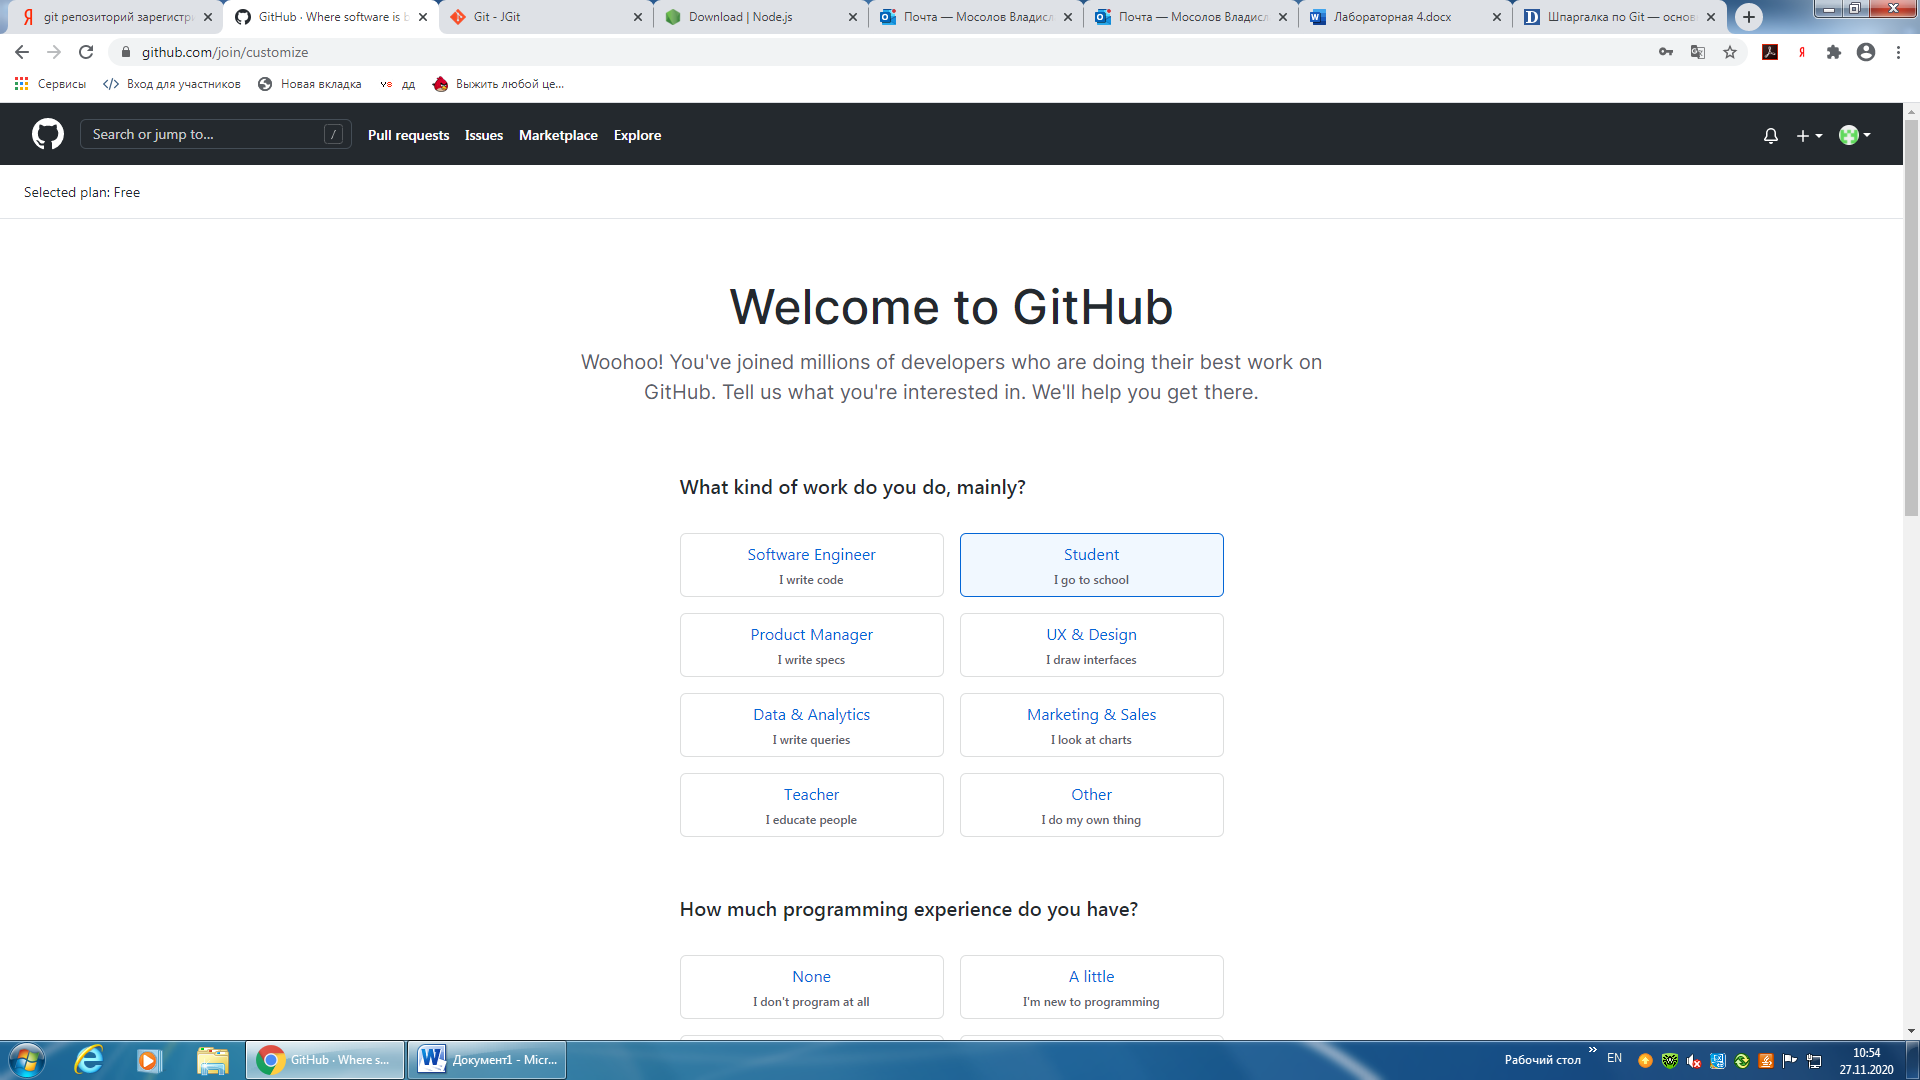 git репозиторий зарегистри
GitHub · Where software is b
Git - JGit
Download | Node.js
Почта — Мосолов Владисл
Почта — Мосолов Владисл
Лабораторная 4.docx
Шпаргалка по Git — основ
github.com/join/customize
Сервисы
Вход для участников
Новая вкладка
дд
Выжить любой це...
Search or jump to...
/
Pull requests
Issues
Marketplace
Explore
Selected plan: Free
Welcome to GitHub
Woohoo! You've joined millions of developers who are doing their best work on
GitHub. Tell us what you're interested in. We'll help you get there.
What kind of work do you do, mainly?
Software Engineer
I write code
Student
I go to school
Product Manager
I write specs
UX & Design
I draw interfaces
Data & Analytics
I write queries
Marketing & Sales
I look at charts
Teacher
I educate people
Other
I do my own thing
How much programming experience do you have?
None
I don't program at all
A little
I'm new to programming
GitHub · Where s...
Документ1 - Micr...
Рабочий стол
EN
10:54
27.11.2020